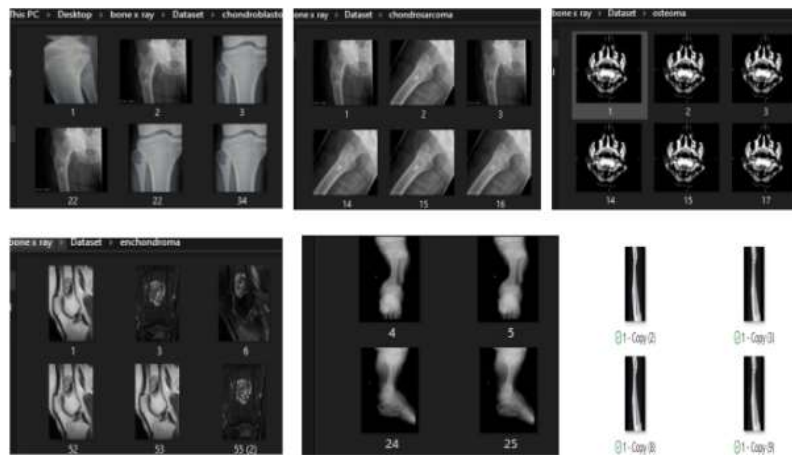 This PC > Desktop > bone x ray > Dataset > chondroblasto
1 2 3
22 22 34
bone x ray > Dataset > chondrosarcoma
1 2 3
14 15 16
bone x ray > Dataset > osteoma
1 2 3
14 15 17
bone x ray > Dataset > enchondroma
1 3 6
52 53 53 (2)
4 5
24 25
1 - Copy (2) 1 - Copy (3)
1 - Copy (8) 1 - Copy (9)